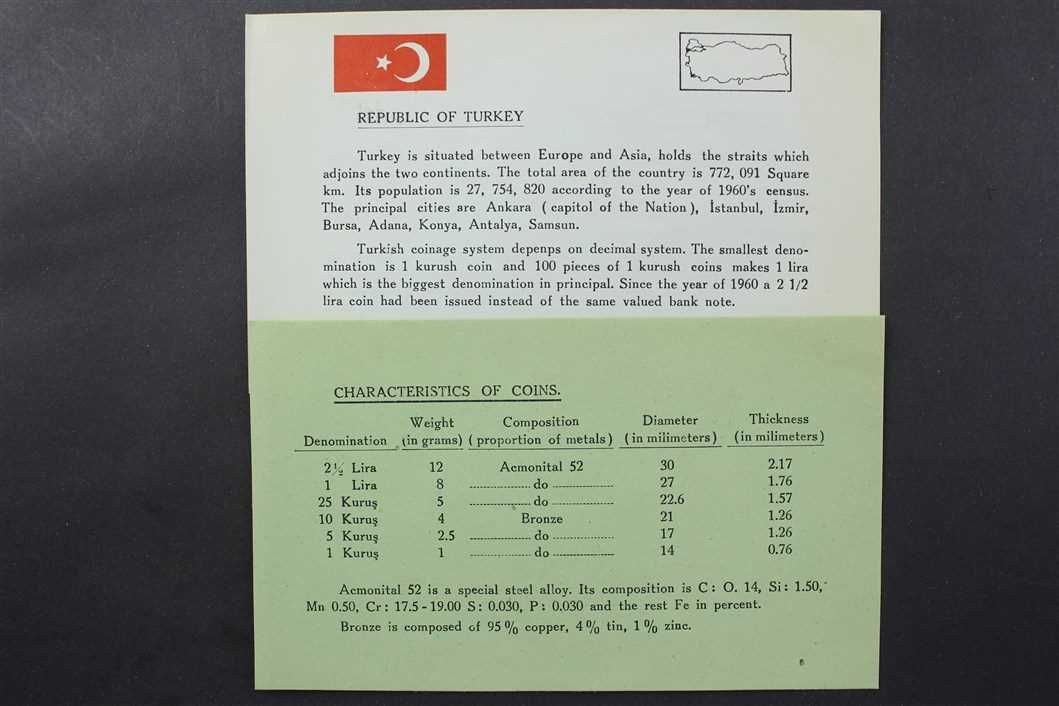 REPUBLIC OF TURKEY
Turkey is situated between Europe and Asia, holds the straits which
adjoins the two continents. The total area of the country is 772, 091 Square
km. Its population is 27, 754, 820 according to the year of 1960's census.
The principal cities are Ankara ( capitol of the Nation ), İstanbul, İzmir,
Bursa, Adana, Konya, Antalya, Samsun.
Turkish coinage system depenps on decimal system. The smallest deno-
mination is 1 kurush coin and 100 pieces of 1 kurush coins makes 1 lira
which is the biggest denomination in principal. Since the year of 1960 a 2 1/2
lira coin had been issued instead of the same valued bank note.
CHARACTERISTICS OF COINS.
Weight Composition Diameter Thickness
Denomination (in grams) ( proportion of metals ) ( in milimeters ) (in milimeters )
2 ½ Lira 12 Acmonital 52 30 2.17
1 Lira 8 ------ do ------ 27 1.76
25 Kuruş 5 ------ do ------ 22.6 1.57
10 Kuruş 4 Bronze 21 1.26
5 Kuruş 2.5 ------ do ------ 17 1.26
1 Kuruş 1 ------ do ------ 14 0.76
Acmonital 52 is a special steel alloy. Its composition is C : O. 14, Si : 1.50,
Mn 0.50, Cr : 17.5 - 19.00 S : 0.030, P : 0.030 and the rest Fe in percent.
Bronze is composed of 95 % copper, 4 % tin, 1 % zinc.